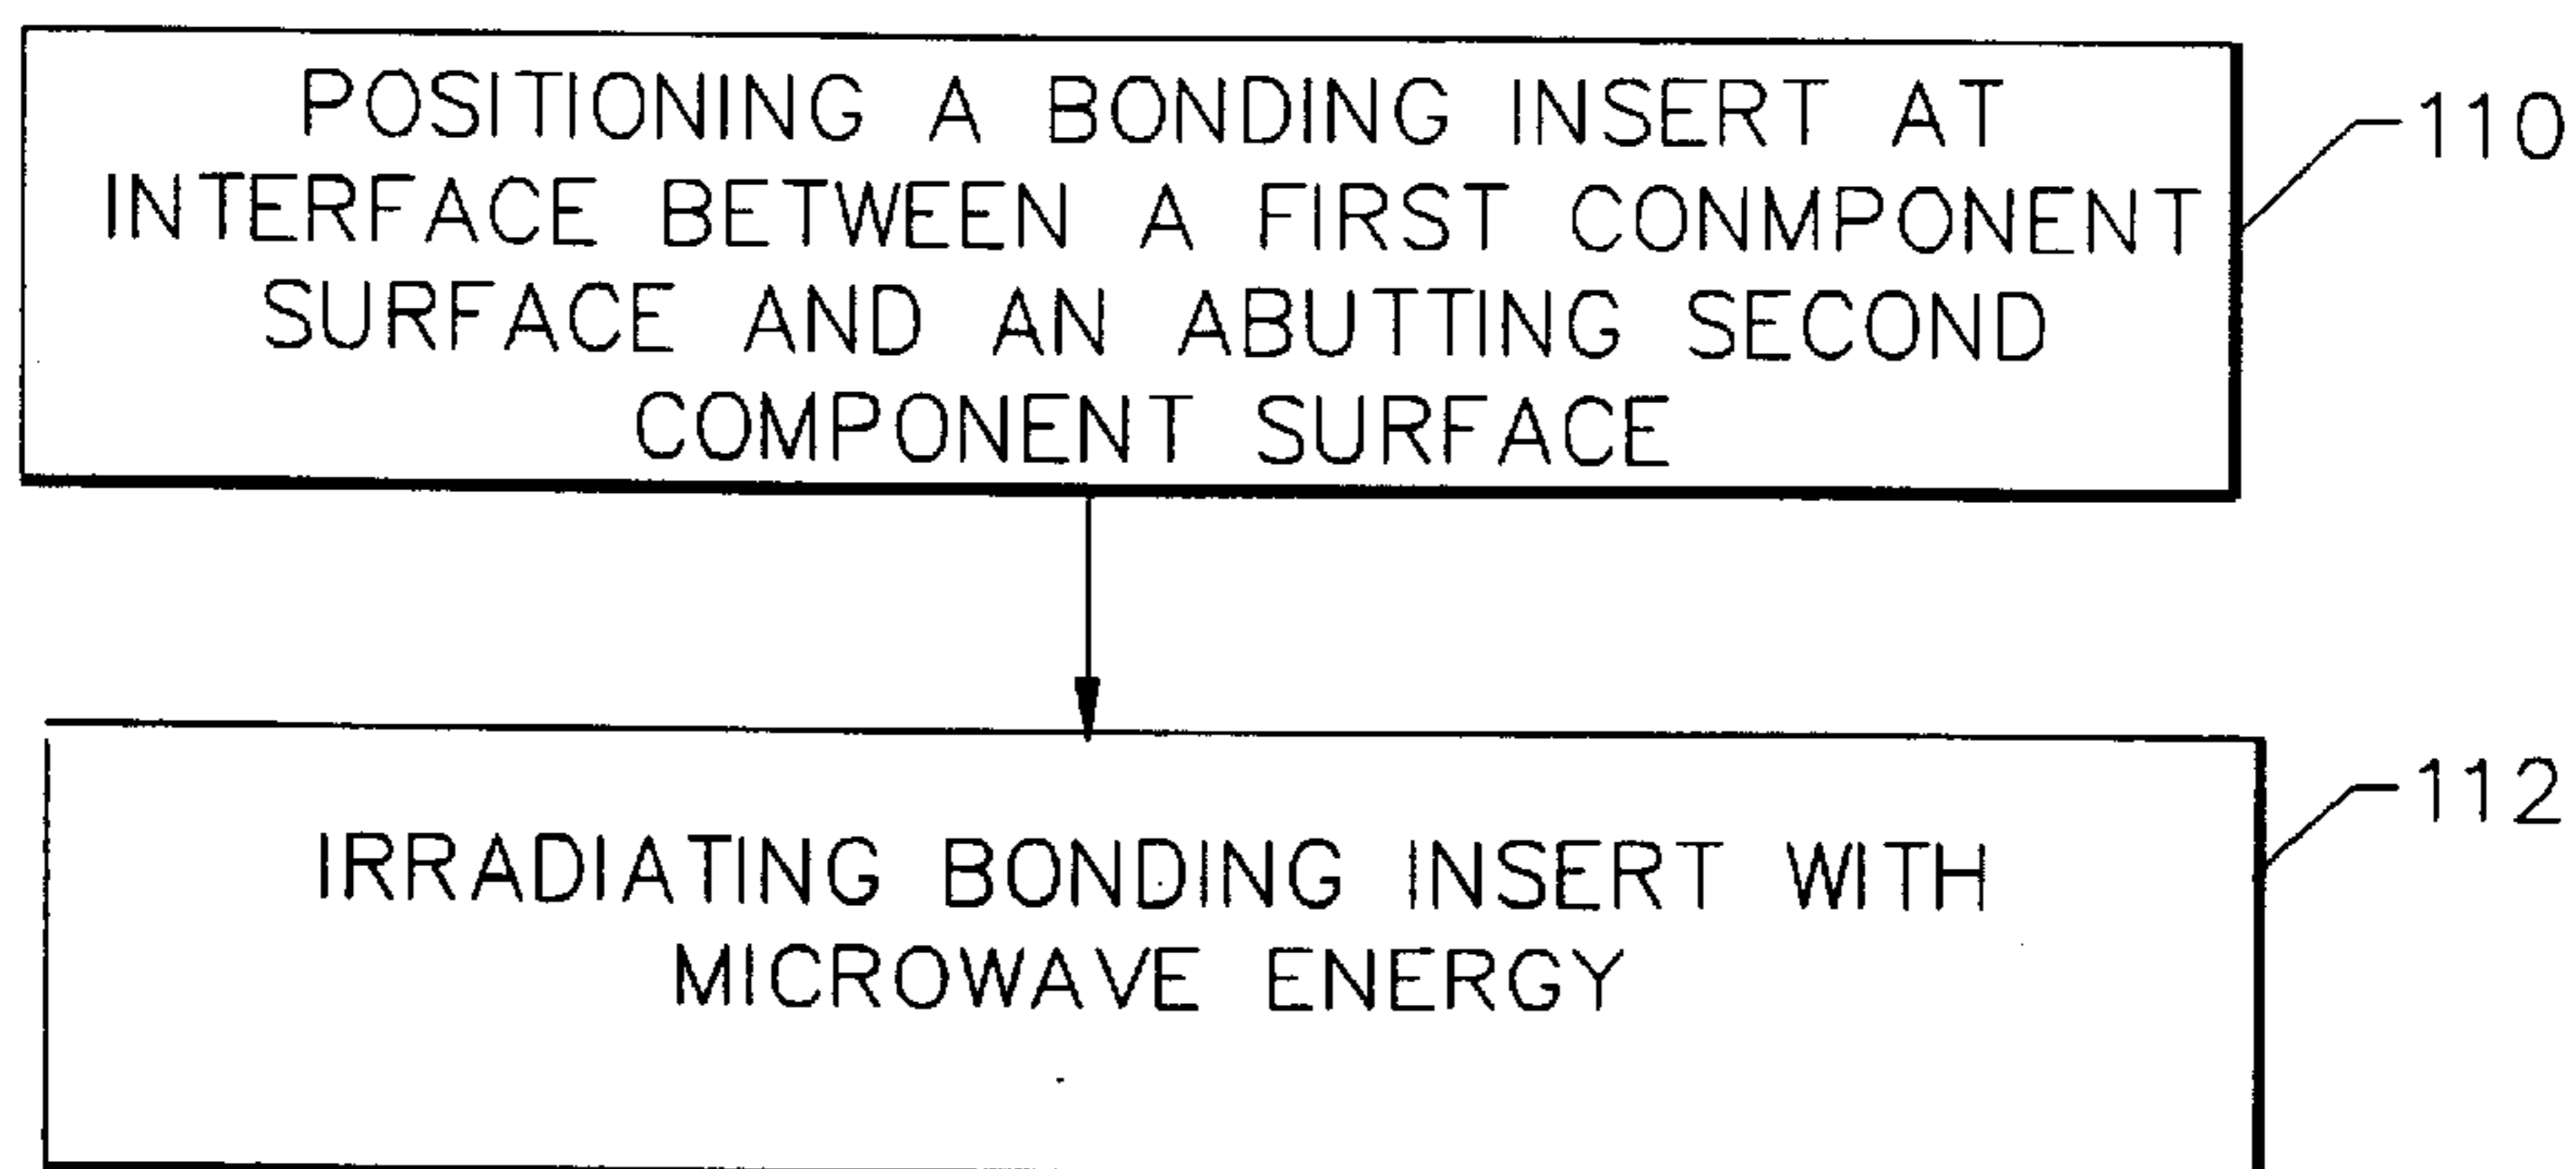 POSITIONING A BONDING INSERT AT
INTERFACE BETWEEN A FIRST CONMPONENT
SURFACE AND AN ABUTTING SECOND
COMPONENT SURFACE
110
IRRADIATING BONDING INSERT WITH
MICROWAVE ENERGY
112